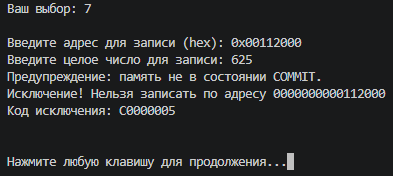 Ваш выбор: 7
Введите адрес для записи (hex): 0x00112000
Введите целое число для записи: 625
Предупреждение: память не в состоянии COMMIT.
Исключение! Нельзя записать по адресу 0000000000112000
Код исключения: C0000005
Нажмите любую клавишу для продолжения...